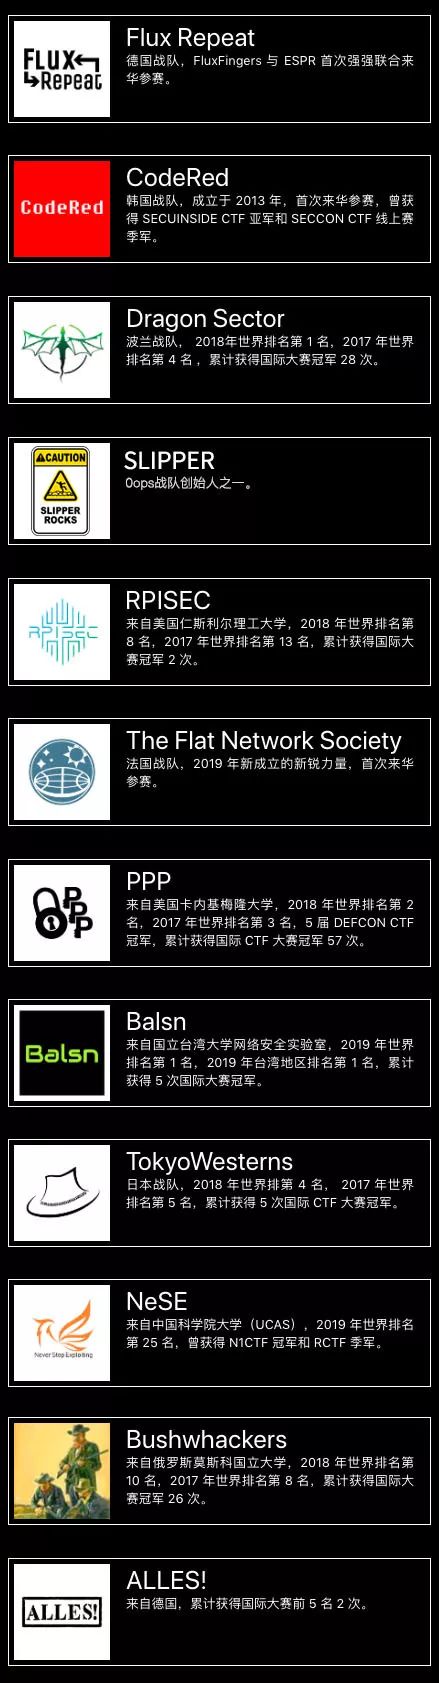 FLUX
Repeat
Flux Repeat
德国战队，FluxFingers 与 ESPR 首次强强联合来
华参赛。
CodeRed
CodeRed
韩国战队，成立于 2013 年，首次来华参赛，曾获
得 SECUINSIDE CTF 亚军和 SECCON CTF 线上赛
季军。
Dragon Sector
波兰战队， 2018年世界排名第 1 名，2017 年世界
排名第 4 名 ，累计获得国际大赛冠军 28 次。
CAUTION
SLIPPER
ROCKS
SLIPPER
0ops战队创始人之一。
RPISEC
RPISEC
来自美国仁斯利尔理工大学，2018 年世界排名第
8 名，2017 年世界排名第 13 名，累计获得国际大
赛冠军 2 次。
The Flat Network Society
法国战队，2019 年新成立的新锐力量，首次来华
参赛。
PPP
PPP
来自美国卡内基梅隆大学，2018 年世界排名第 2
名，2017 年世界排名第 3 名，5 届 DEFCON CTF
冠军，累计获得国际 CTF 大赛冠军 57 次。
Balsn
Balsn
来自国立台湾大学网络安全实验室，2019 年世界
排名第 1 名，2019 年台湾地区排名第 1 名，累计
获得 5 次国际大赛冠军。
TokyoWesterns
日本战队，2018 年世界排第 4 名， 2017 年世界
排名第 5 名，累计获得 5 次国际 CTF 大赛冠军。
Never Stop Exploiting
NeSE
来自中国科学院大学（UCAS），2019 年世界排名
第 25 名，曾获得 N1CTF 冠军和 RCTF 季军。
Bushwhackers
来自俄罗斯莫斯科国立大学，2018 年世界排名第
10 名，2017 年世界排名第 8 名，累计获得国际大
赛冠军 26 次。
ALLES!
ALLES!
来自德国，累计获得国际大赛前 5 名 2 次。